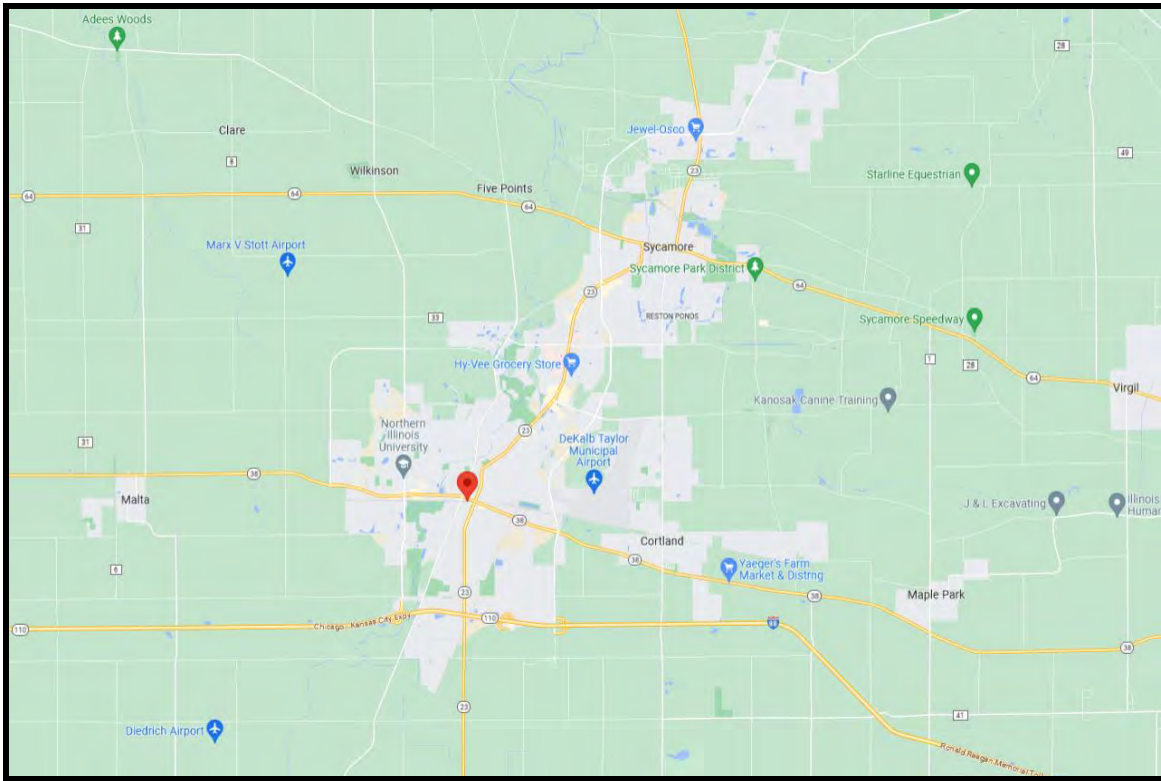 Adees Woods
28
Clare
Jewel-Osco
8
49
Wilkinson
23
Starline Equestrian
64
64
Five Points
64
31
Marx V Stott Airport
Sycamore
Sycamore Park District
64
23
33
RESTON PONDS
Sycamore Speedway
Hy-Vee Grocery Store
1
28
64
Virgil
Kanosak Canine Training
Northern
Illinois
University
23
31
DeKalb Taylor
Municipal
Airport
38
Malta
J & L Excavating
Illinois
Human
38
Cortland
38
6
Yaeger's Farm
Market & Distrng
23
38
Maple Park
110
Chicago - Kansas City Expy
110
88
38
23
41
Diedrich Airport
Ronald Reagan Memorial Tol